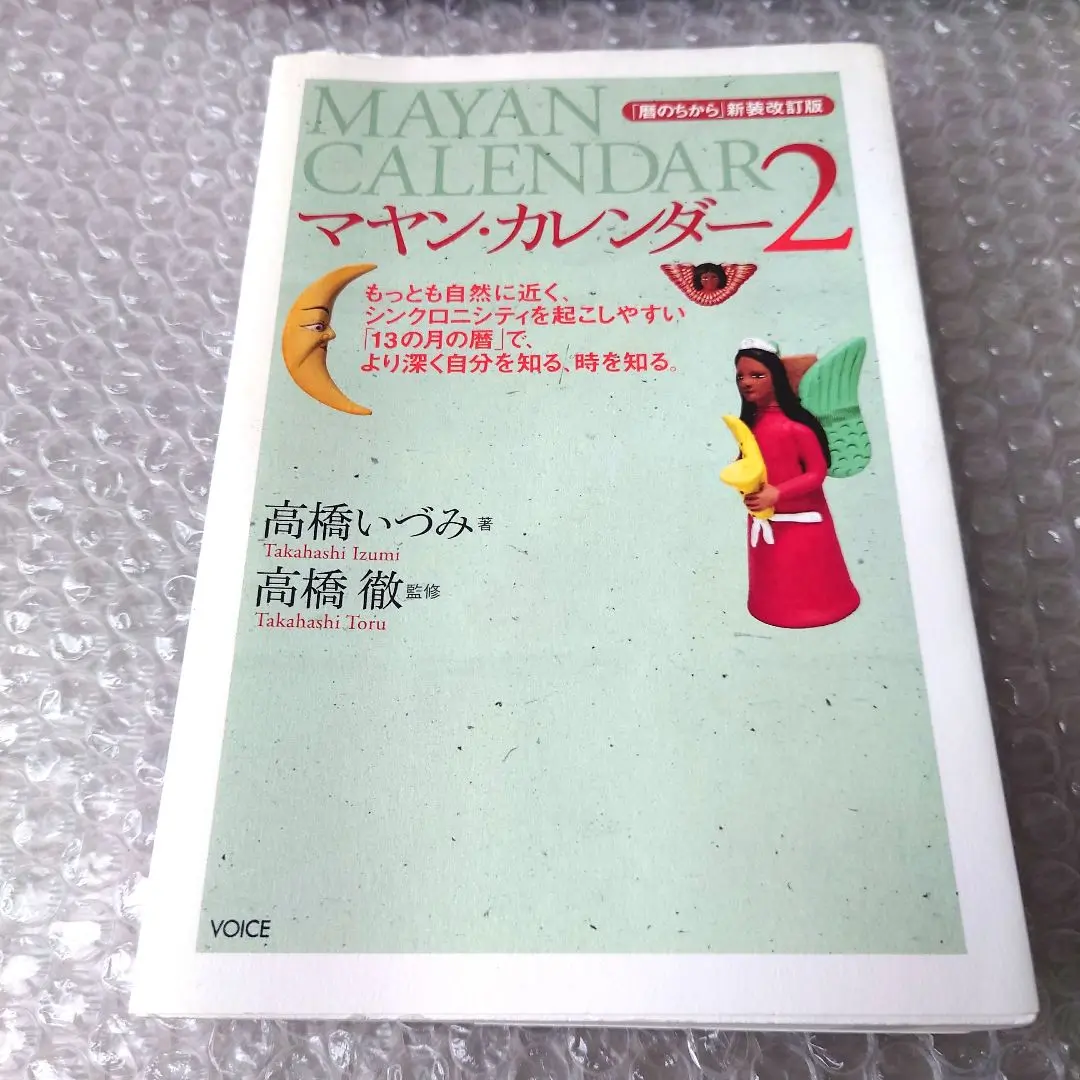 MAYAN
「暦のちから」新装改訂版
CALENDAR
マヤン・カレンダー2
もっとも自然に近く、
シンクロニシティを起こしやすい
「13の月の暦」で、
より深く自分を知る、時を知る。
高橋いづみ 著
Takahashi Izumi
高橋 徹 監修
Takahashi Toru
VOICE